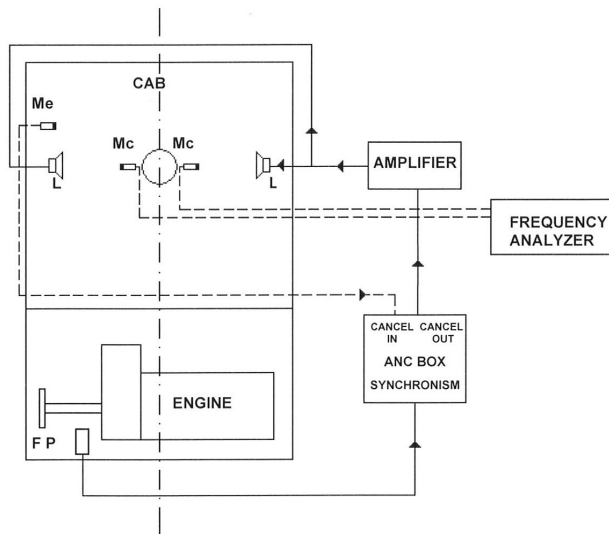 CAB
Me
Mc
Mc
L
L
AMPLIFIER
FREQUENCY
ANALYZER
CANCEL
IN
CANCEL
OUT
ANC BOX
SYNCHRONISM
ENGINE
F P